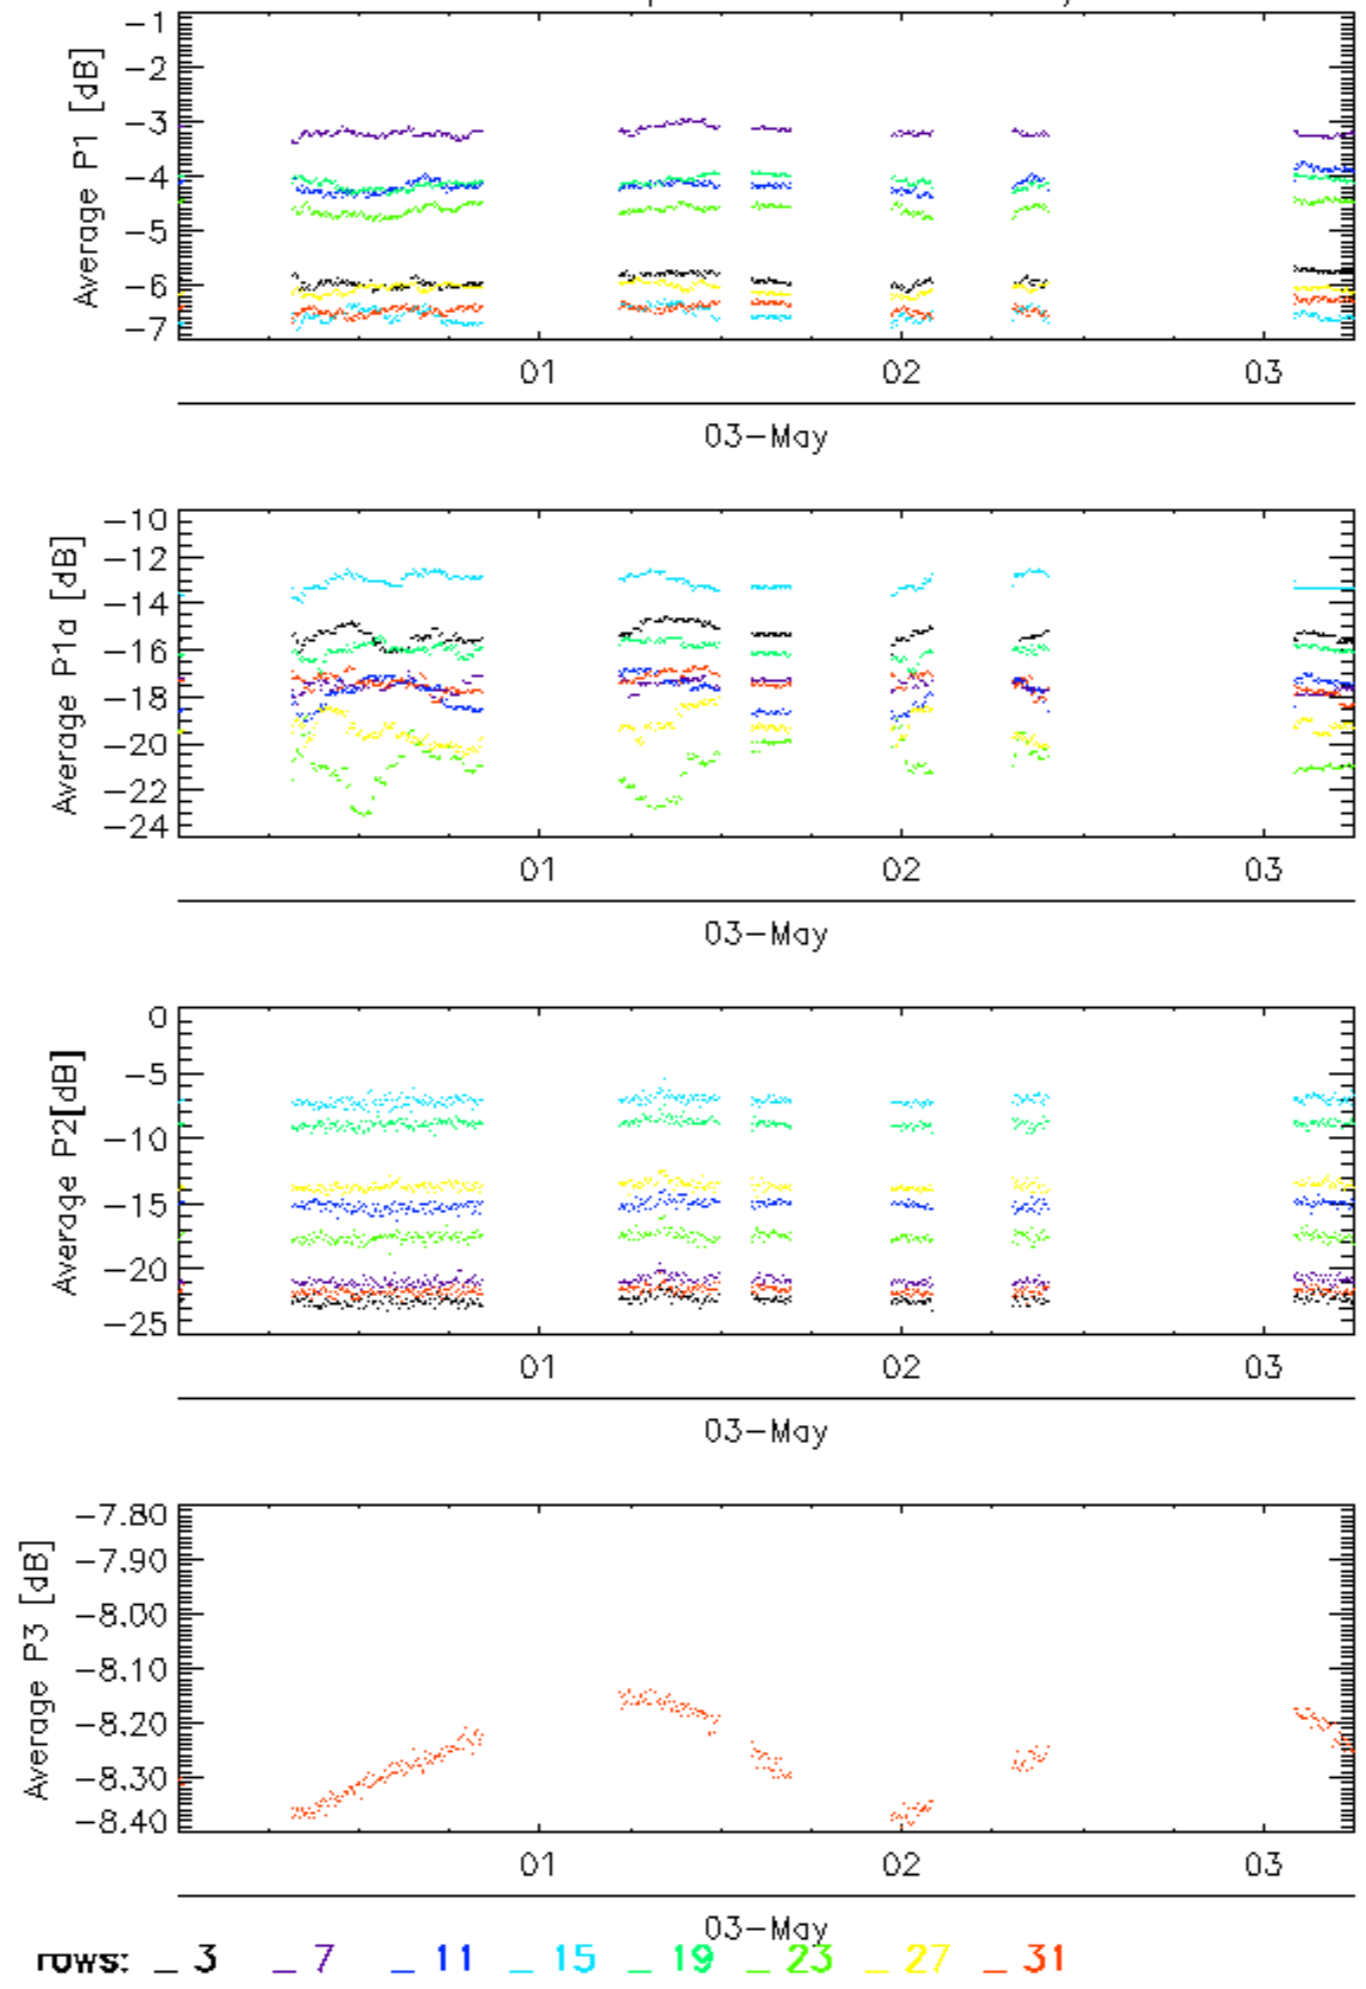 Average P1 [dB]
−1
−2
−3
−4
−5
−6
−7
01 02 03
03−May
Average P1a [dB]
−10
−12
−14
−16
−18
−20
−22
−24
01 02 03
03−May
Average P2[dB]
0
−5
−10
−15
−20
−25
01 02 03
03−May
Average P3 [dB]
−7.80
−7.90
−8.00
−8.10
−8.20
−8.30
−8.40
01 02 03
03−May
rows: _ 3 _ 7 _ 11 _ 15 _ 19 _ 23 _ 27 _ 31